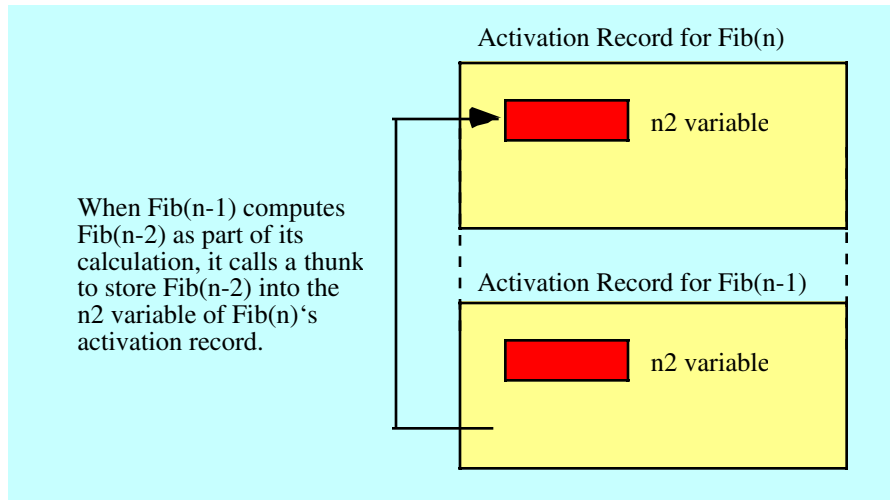 Activation Record for Fib(n)
n2 variable
When Fib(n-1) computes
Fib(n-2) as part of its
calculation, it calls a thunk
to store Fib(n-2) into the
n2 variable of Fib(n)‘s
activation record.
Activation Record for Fib(n-1)
n2 variable